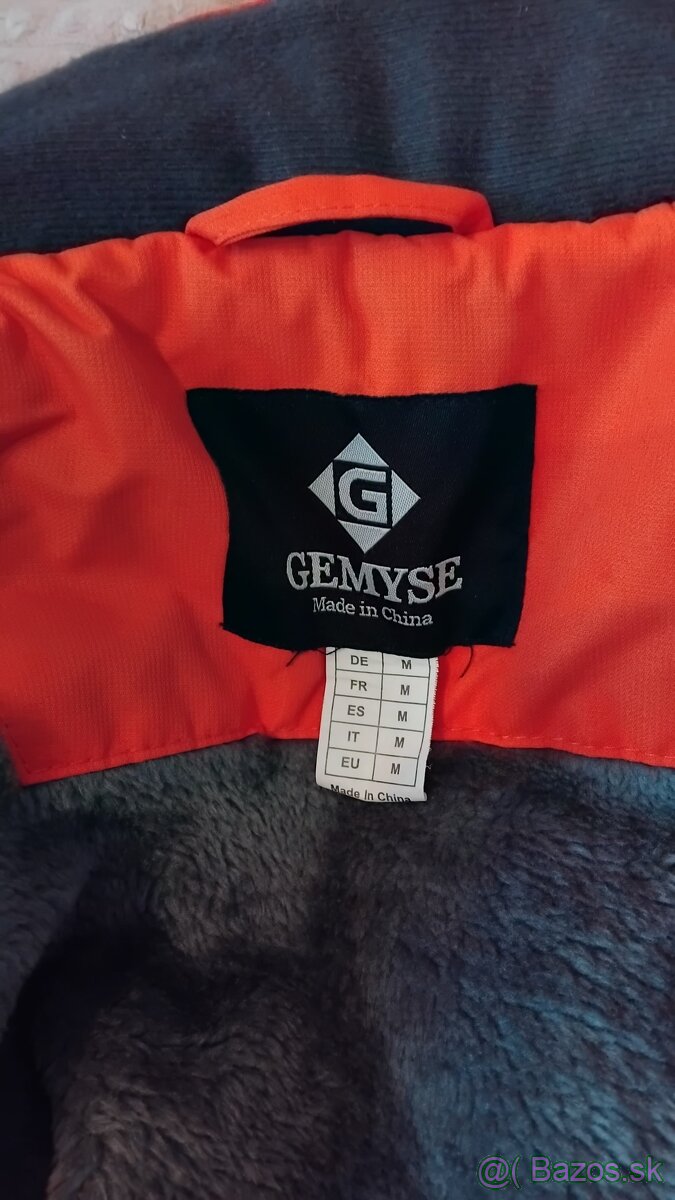 G
GEMYSE
Made in China
DE M
FR M
ES M
IT M
EU M
Made In China
@( Bazos.sk